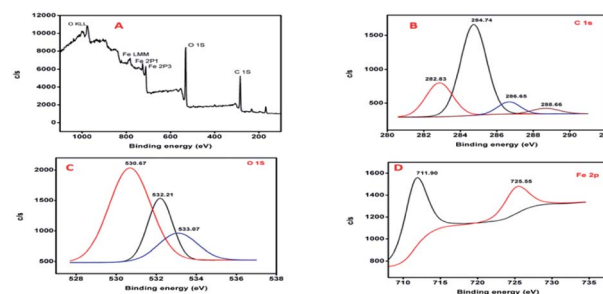 A
12000
10000
8000
6000
4000
2000
0
c/s
O KLL
Fe LMM
Fe 2P1
Fe 2P3
O 1S
C 1S
1000 800 600 400 200
Binding energy (eV)
B
C 1s
1500
1000
500
c/s
284.74
282.83
286.65
288.66
280 282 284 286 288 290
Binding energy (eV)
C
O 1S
2000
1500
1000
500
c/s
530.67
532.21
533.07
528 530 532 534 536 538
Binding energy (eV)
D
Fe 2p
1600
1400
1200
1000
800
c/s
711.90
725.55
710 715 720 725 730 735
Binding energy (eV)